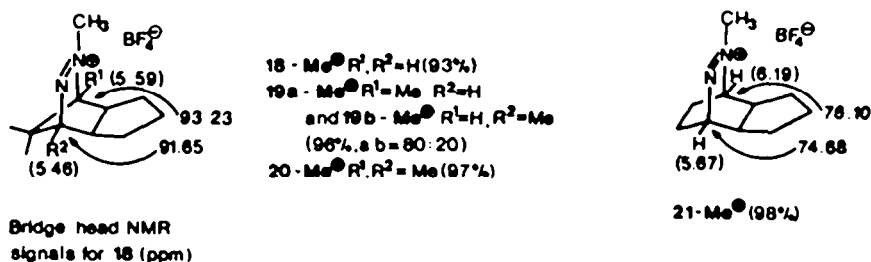 CH₃
BF₄⊖
N⊕
N
R¹ (5 59)
93 23
R²
91.65
(5 46)
Bridge head NMR
signals for 18 (ppm)
18 - Me⊕ R¹, R² = H (93%)
19a - Me⊕ R¹ = Me R² = H
and 19b - Me⊕ R¹ = H, R² = Me
(96%, a b = 80 : 20)
20 - Me⊕ R¹, R² = Me (97%)
CH₃
BF₄⊖
N⊕
N
H (6.19)
76.10
H
74.68
(5.67)
21 - Me⊕ (98%)